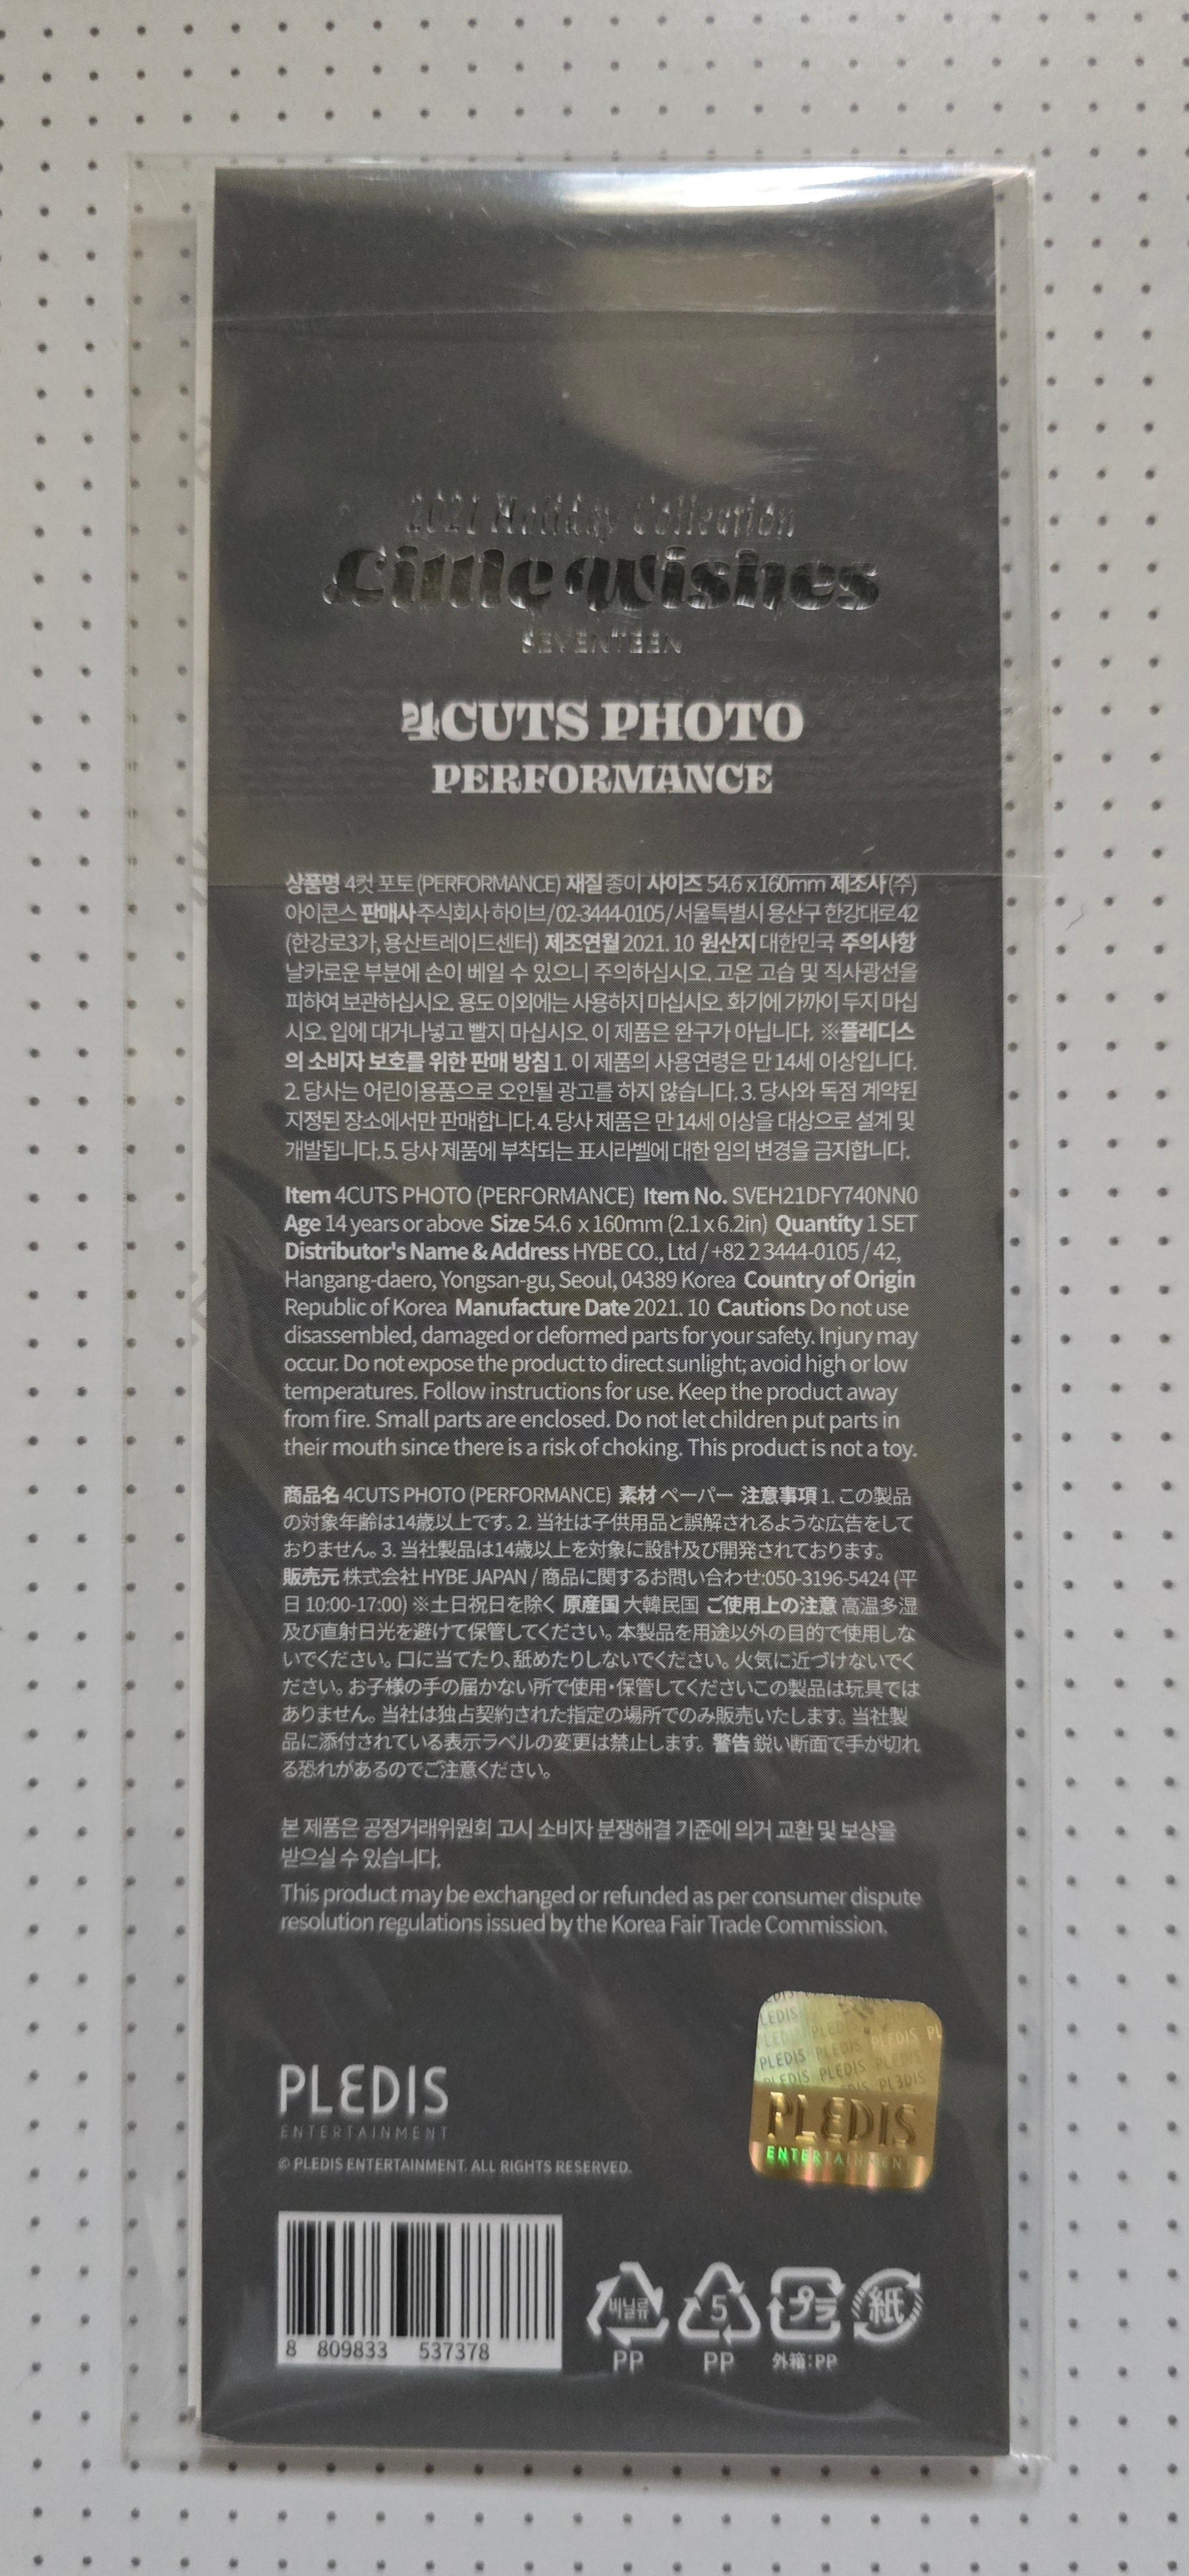 2021 Holiday Collection
Little Wishes
SEVENTEEN
4CUTS PHOTO
PERFORMANCE
상품명 4컷 포토 (PERFORMANCE) 재질 종이 사이즈 54.6 x 160mm 제조사 (주)
아이콘스 판매사 주식회사 하이브 / 02-3444-0105 / 서울특별시 용산구 한강대로 42
(한강로3가, 용산트레이드센터) 제조연월 2021. 10 원산지 대한민국 주의사항
날카로운 부분에 손이 베일 수 있으니 주의하십시오. 고온 고습 및 직사광선을
피하여 보관하십시오. 용도 이외에는 사용하지 마십시오. 화기에 가까이 두지 마십
시오. 입에 대거나 넣고 빨지 마십시오. 이 제품은 완구가 아닙니다. ※플레디스
의 소비자 보호를 위한 판매 방침 1. 이 제품의 사용연령은 만 14세 이상입니다.
2. 당사는 어린이용품으로 오인될 광고를 하지 않습니다. 3. 당사와 독점 계약된
지정된 장소에서만 판매합니다. 4. 당사 제품은 만 14세 이상을 대상으로 설계 및
개발됩니다. 5. 당사 제품에 부착되는 표시라벨에 대한 임의 변경을 금지합니다.
Item 4CUTS PHOTO (PERFORMANCE) Item No. SVEH21DFY740NN0
Age 14 years or above Size 54.6 x 160mm (2.1 x 6.2in) Quantity 1 SET
Distributor's Name & Address HYBE CO., Ltd / +82 2 3444-0105 / 42,
Hangang-daero, Yongsan-gu, Seoul, 04389 Korea Country of Origin
Republic of Korea Manufacture Date 2021. 10 Cautions Do not use
disassembled, damaged or deformed parts for your safety. Injury may
occur. Do not expose the product to direct sunlight; avoid high or low
temperatures. Follow instructions for use. Keep the product away
from fire. Small parts are enclosed. Do not let children put parts in
their mouth since there is a risk of choking. This product is not a toy.
商品名 4CUTS PHOTO (PERFORMANCE) 素材 ペーパー 注意事項 1. この製品
の対象年齢は14歳以上です。2. 当社は子供用品と誤解されるような広告をして
おりません。3. 当社製品は14歳以上を対象に設計及び開発されております。
販売元 株式会社 HYBE JAPAN / 商品に関するお問い合わせ:050-3196-5424 (平
日 10:00-17:00) ※土日祝日を除く 原産国 大韓民国 ご使用上の注意 高温多湿
及び直射日光を避けて保管してください。本製品を用途以外の目的で使用しな
いでください。口に当てたり、舐めたりしないでください。火気に近づけないでく
ださい。お子様の手の届かない所で使用・保管してくださいこの製品は玩具では
ありません。当社は独占契約された指定の場所でのみ販売いたします。当社製
品に添付されている表示ラベルの変更は禁止します。警告 鋭い断面で手が切れ
る恐れがあるのでご注意ください。
본 제품은 공정거래위원회 고시 소비자 분쟁해결 기준에 의거 교환 및 보상을
받으실 수 있습니다.
This product may be exchanged or refunded as per consumer dispute
resolution regulations issued by the Korea Fair Trade Commission.
PLEDIS
ENTERTAINMENT
© PLEDIS ENTERTAINMENT. ALL RIGHTS RESERVED.
PLEDIS
ENTERTAINMENT
8 809833 537378
비닐류 5 プラ 紙
PP PP 外箱:PP